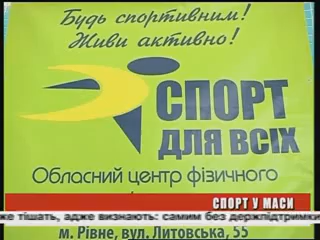 Будь спортивним!
Живи активно!
СПОРТ
ДЛЯ ВСІХ
Обласний центр фізичного
СПОРТ У МАСИ
же тішать, адже визнають: самим без держпідтримки
м. Рівне, вул. Литовська, 55